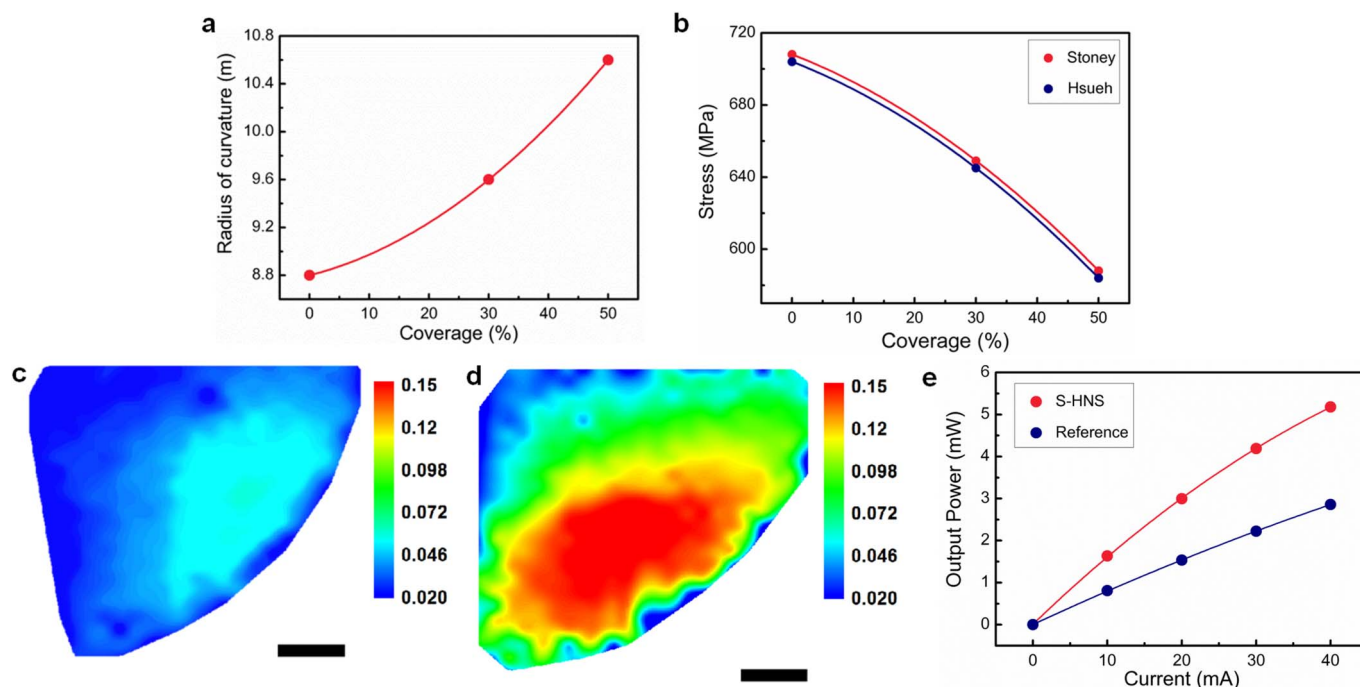 a
10.8
10.4
10.0
9.6
9.2
8.8
Radius of curvature (m)
0 10 20 30 40 50
Coverage (%)
b
720
680
640
600
Stress (MPa)
Stoney
Hsueh
0 10 20 30 40 50
Coverage (%)
c
0.15
0.12
0.098
0.072
0.046
0.020
d
0.15
0.12
0.098
0.072
0.046
0.020
e
6
5
4
3
2
1
0
Output Power (mW)
S-HNS
Reference
0 10 20 30 40
Current (mA)